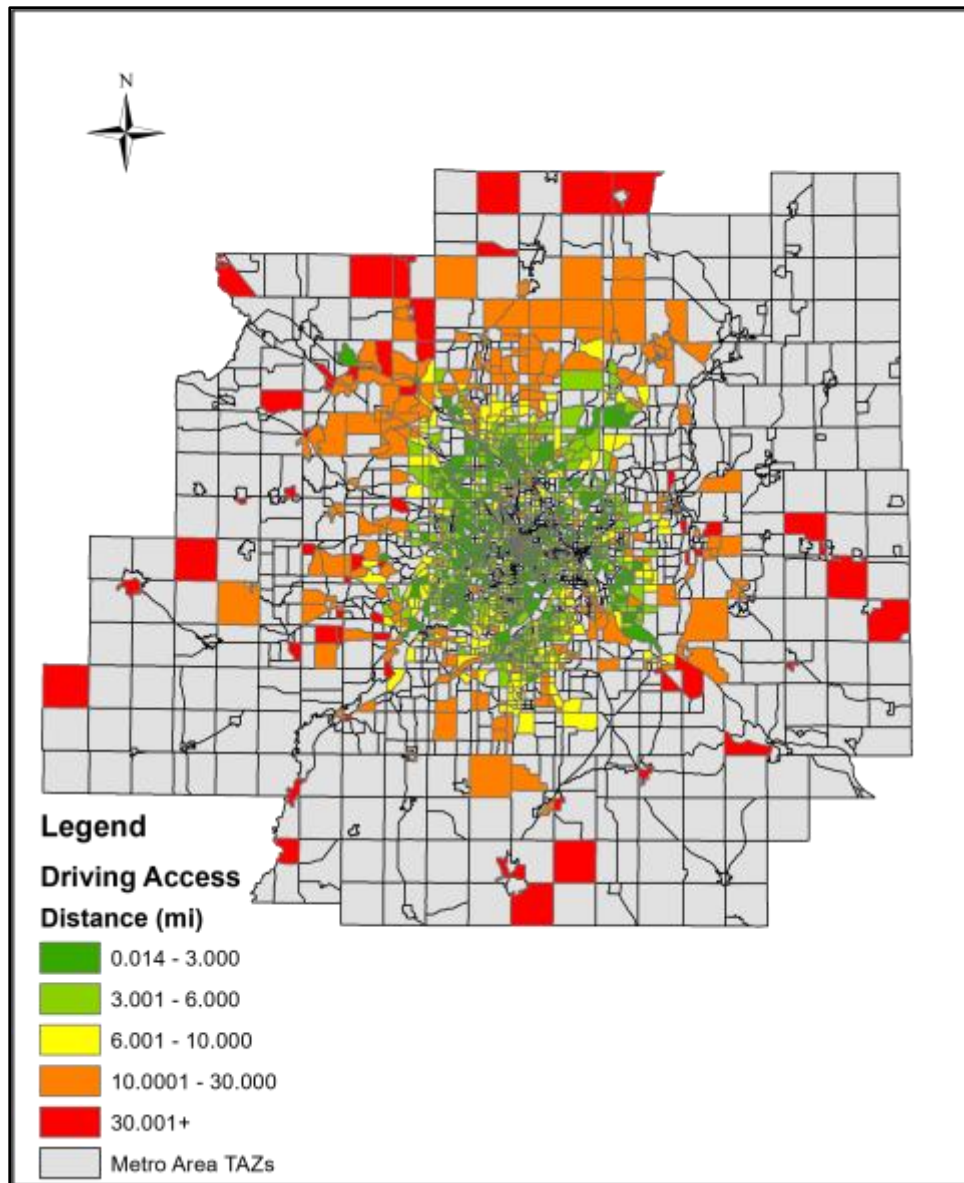 N
Legend
Driving Access
Distance (mi)
0.014 - 3.000
3.001 - 6.000
6.001 - 10.000
10.0001 - 30.000
30.001+
Metro Area TAZs